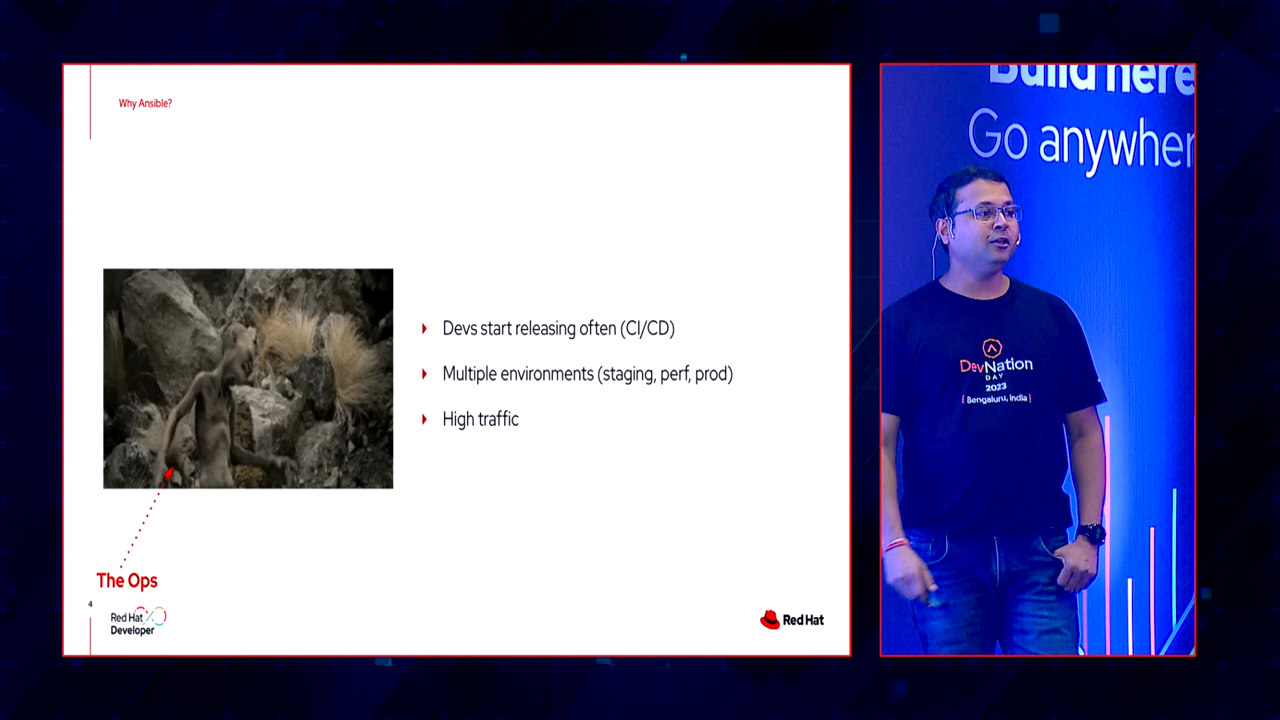 Why Ansible?
Devs start releasing often (CI/CD)
Multiple environments (staging, perf, prod)
High traffic
The Ops
4
Red Hat
Developer
Red Hat
Build here
Go anywher
DevNation
DAY
2023
{ Bengaluru, India }